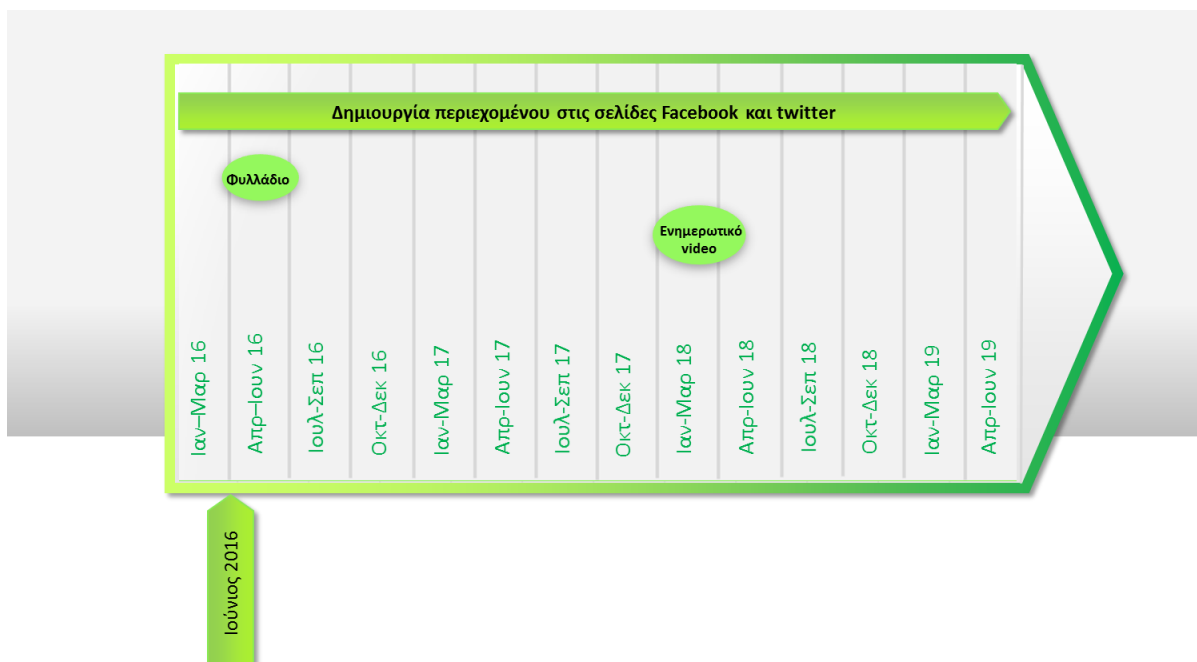 Δημιουργία περιεχομένου στις σελίδες Facebook και twitter
Φυλλάδιο
Ενημερωτικό
video
Ιαν–Μαρ 16
Απρ–Ιουν 16
Ιουλ-Σεπ 16
Οκτ-Δεκ 16
Ιαν-Μαρ 17
Απρ-Ιουν 17
Ιουλ-Σεπ 17
Οκτ-Δεκ 17
Ιαν-Μαρ 18
Απρ-Ιουν 18
Ιουλ-Σεπ 18
Οκτ-Δεκ 18
Ιαν-Μαρ 19
Απρ-Ιουν 19
Ιούνιος 2016